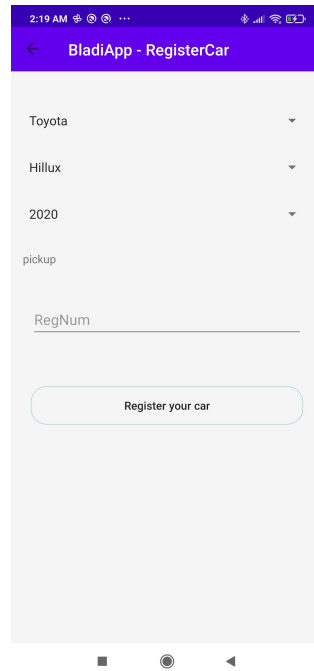 2:19 AM
BladiApp - RegisterCar
Toyota
Hillux
2020
pickup
RegNum
Register your car